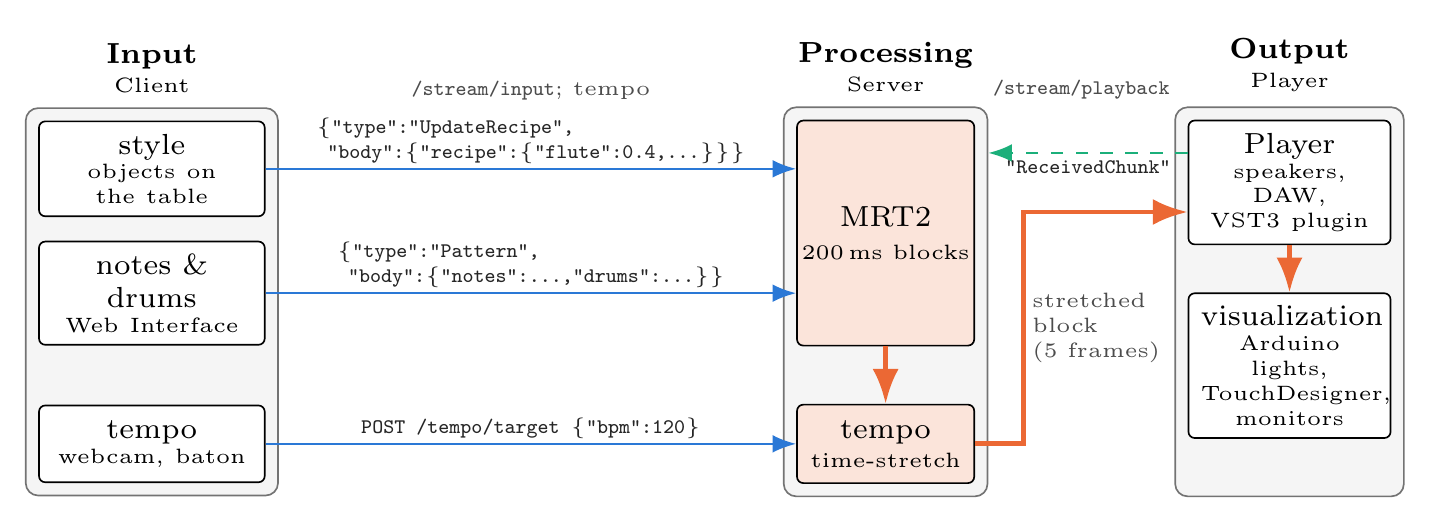 Input
Client
style
objects on
the table
notes &
drums
Web Interface
tempo
webcam, baton
/stream/input; tempo
{"type":"UpdateRecipe",
"body":{"recipe":{"flute":0.4,...}}}
{"type":"Pattern",
"body":{"notes":...,"drums":...}}
POST /tempo/target {"bpm":120}
Processing
Server
MRT2
200 ms blocks
tempo
time-stretch
/stream/playback
"ReceivedChunk"
stretched
block
(5 frames)
Output
Player
Player
speakers,
DAW,
VST3 plugin
visualization
Arduino
lights,
TouchDesigner,
monitors